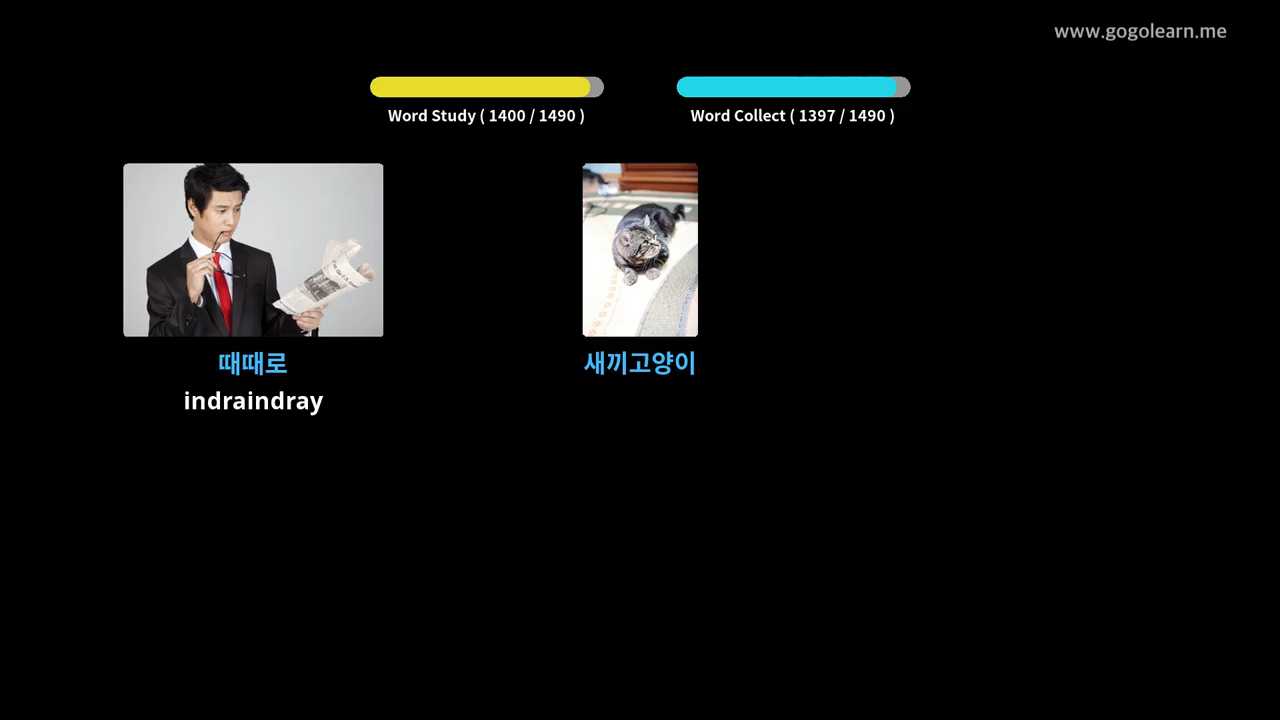 www.gogolearn.me
Word Study ( 1400 / 1490 )
Word Collect ( 1397 / 1490 )
때때로
indraindray
새끼고양이